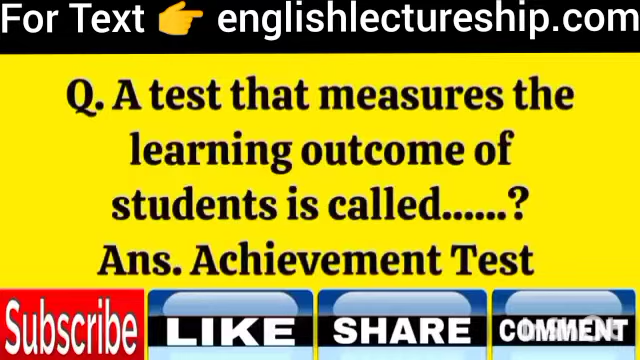 For Text 👉 englishlectureship.com
Q. A test that measures the
learning outcome of
students is called......?
Ans. Achievement Test
Subscribe LIKE SHARE COMMENT